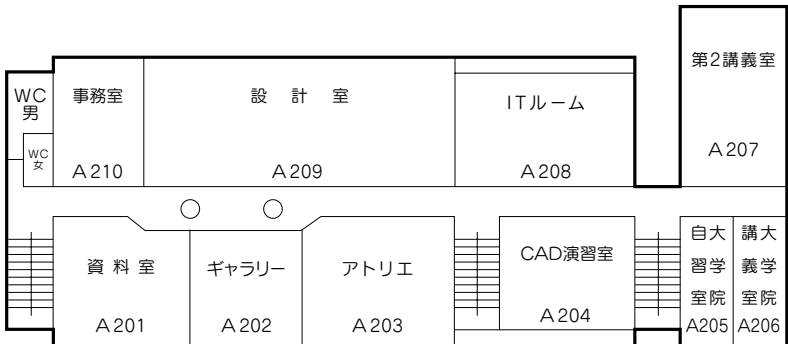 WC
男
WC
女
事務室
A210
設計室
A209
ITルーム
A208
第2講義室
A207
資料室
A201
ギャラリー
A202
アトリエ
A203
CAD演習室
A204
大学院
自習室
A205
大学院
講義室
A206